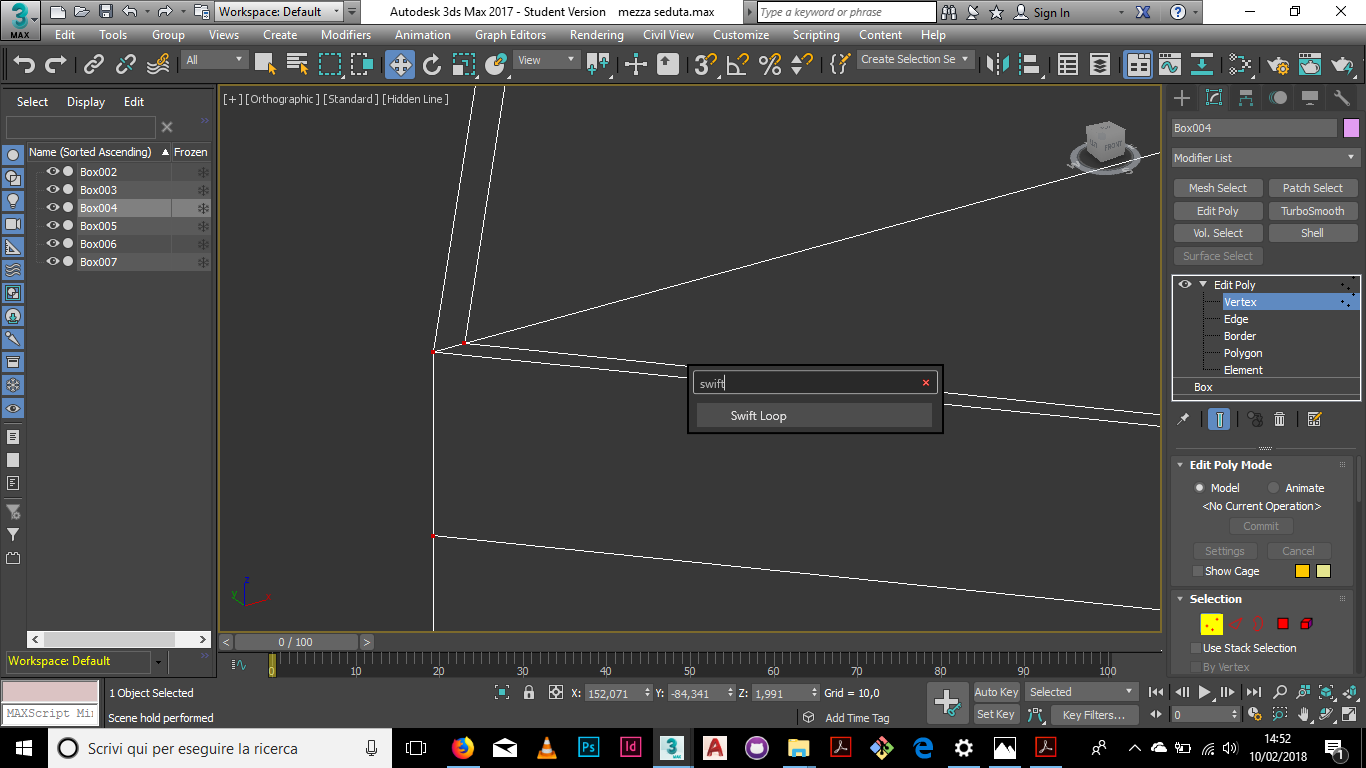 3
MAX
Workspace: Default
Autodesk 3ds Max 2017 - Student Version mezza seduta.max
Type a keyword or phrase
Sign In
Edit Tools Group Views Create Modifiers Animation Graph Editors Rendering Civil View Customize Scripting Content Help
All
View
Create Selection Se
Select Display Edit
Name (Sorted Ascending) Frozen
Box002
Box003
Box004
Box005
Box006
Box007
[+] [Orthographic] [Standard] [Hidden Line]
FRONT
swift
Swift Loop
z
y
x
Box004
Modifier List
Mesh Select Patch Select
Edit Poly TurboSmooth
Vol. Select Shell
Surface Select
Edit Poly
Vertex
Edge
Border
Polygon
Element
Box
Edit Poly Mode
Model Animate
<No Current Operation>
Commit
Settings Cancel
Show Cage
Selection
Use Stack Selection
By Vertex
0 / 100
Workspace: Default
0 10 20 30 40 50 60 70 80 90 100
1 Object Selected
X: 152,071 Y: -84,341 Z: 1,991 Grid = 10,0
Auto Key Selected
MAXScript Mi
Scene hold performed
Add Time Tag
Set Key Key Filters...
0
Scrivi qui per eseguire la ricerca
Ps
Id
3
MAX
A
14:52
10/02/2018
1